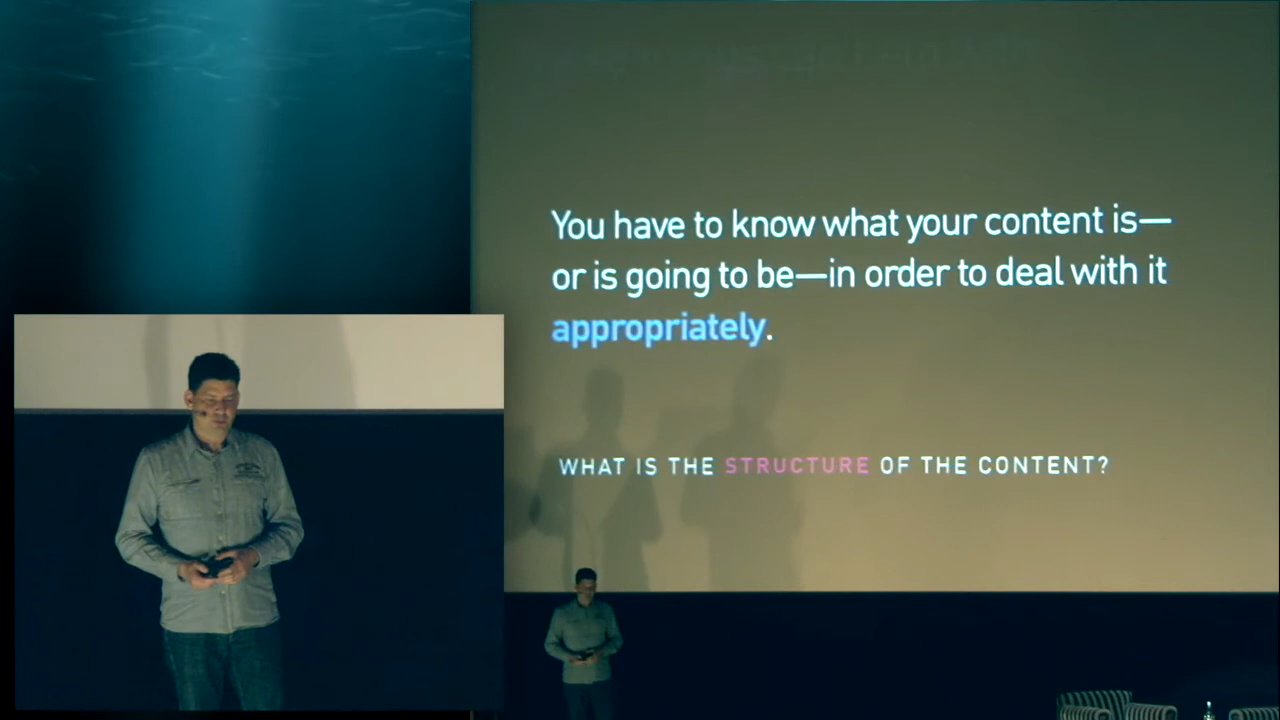 You have to know what your content is—
or is going to be—in order to deal with it
appropriately.
WHAT IS THE STRUCTURE OF THE CONTENT?